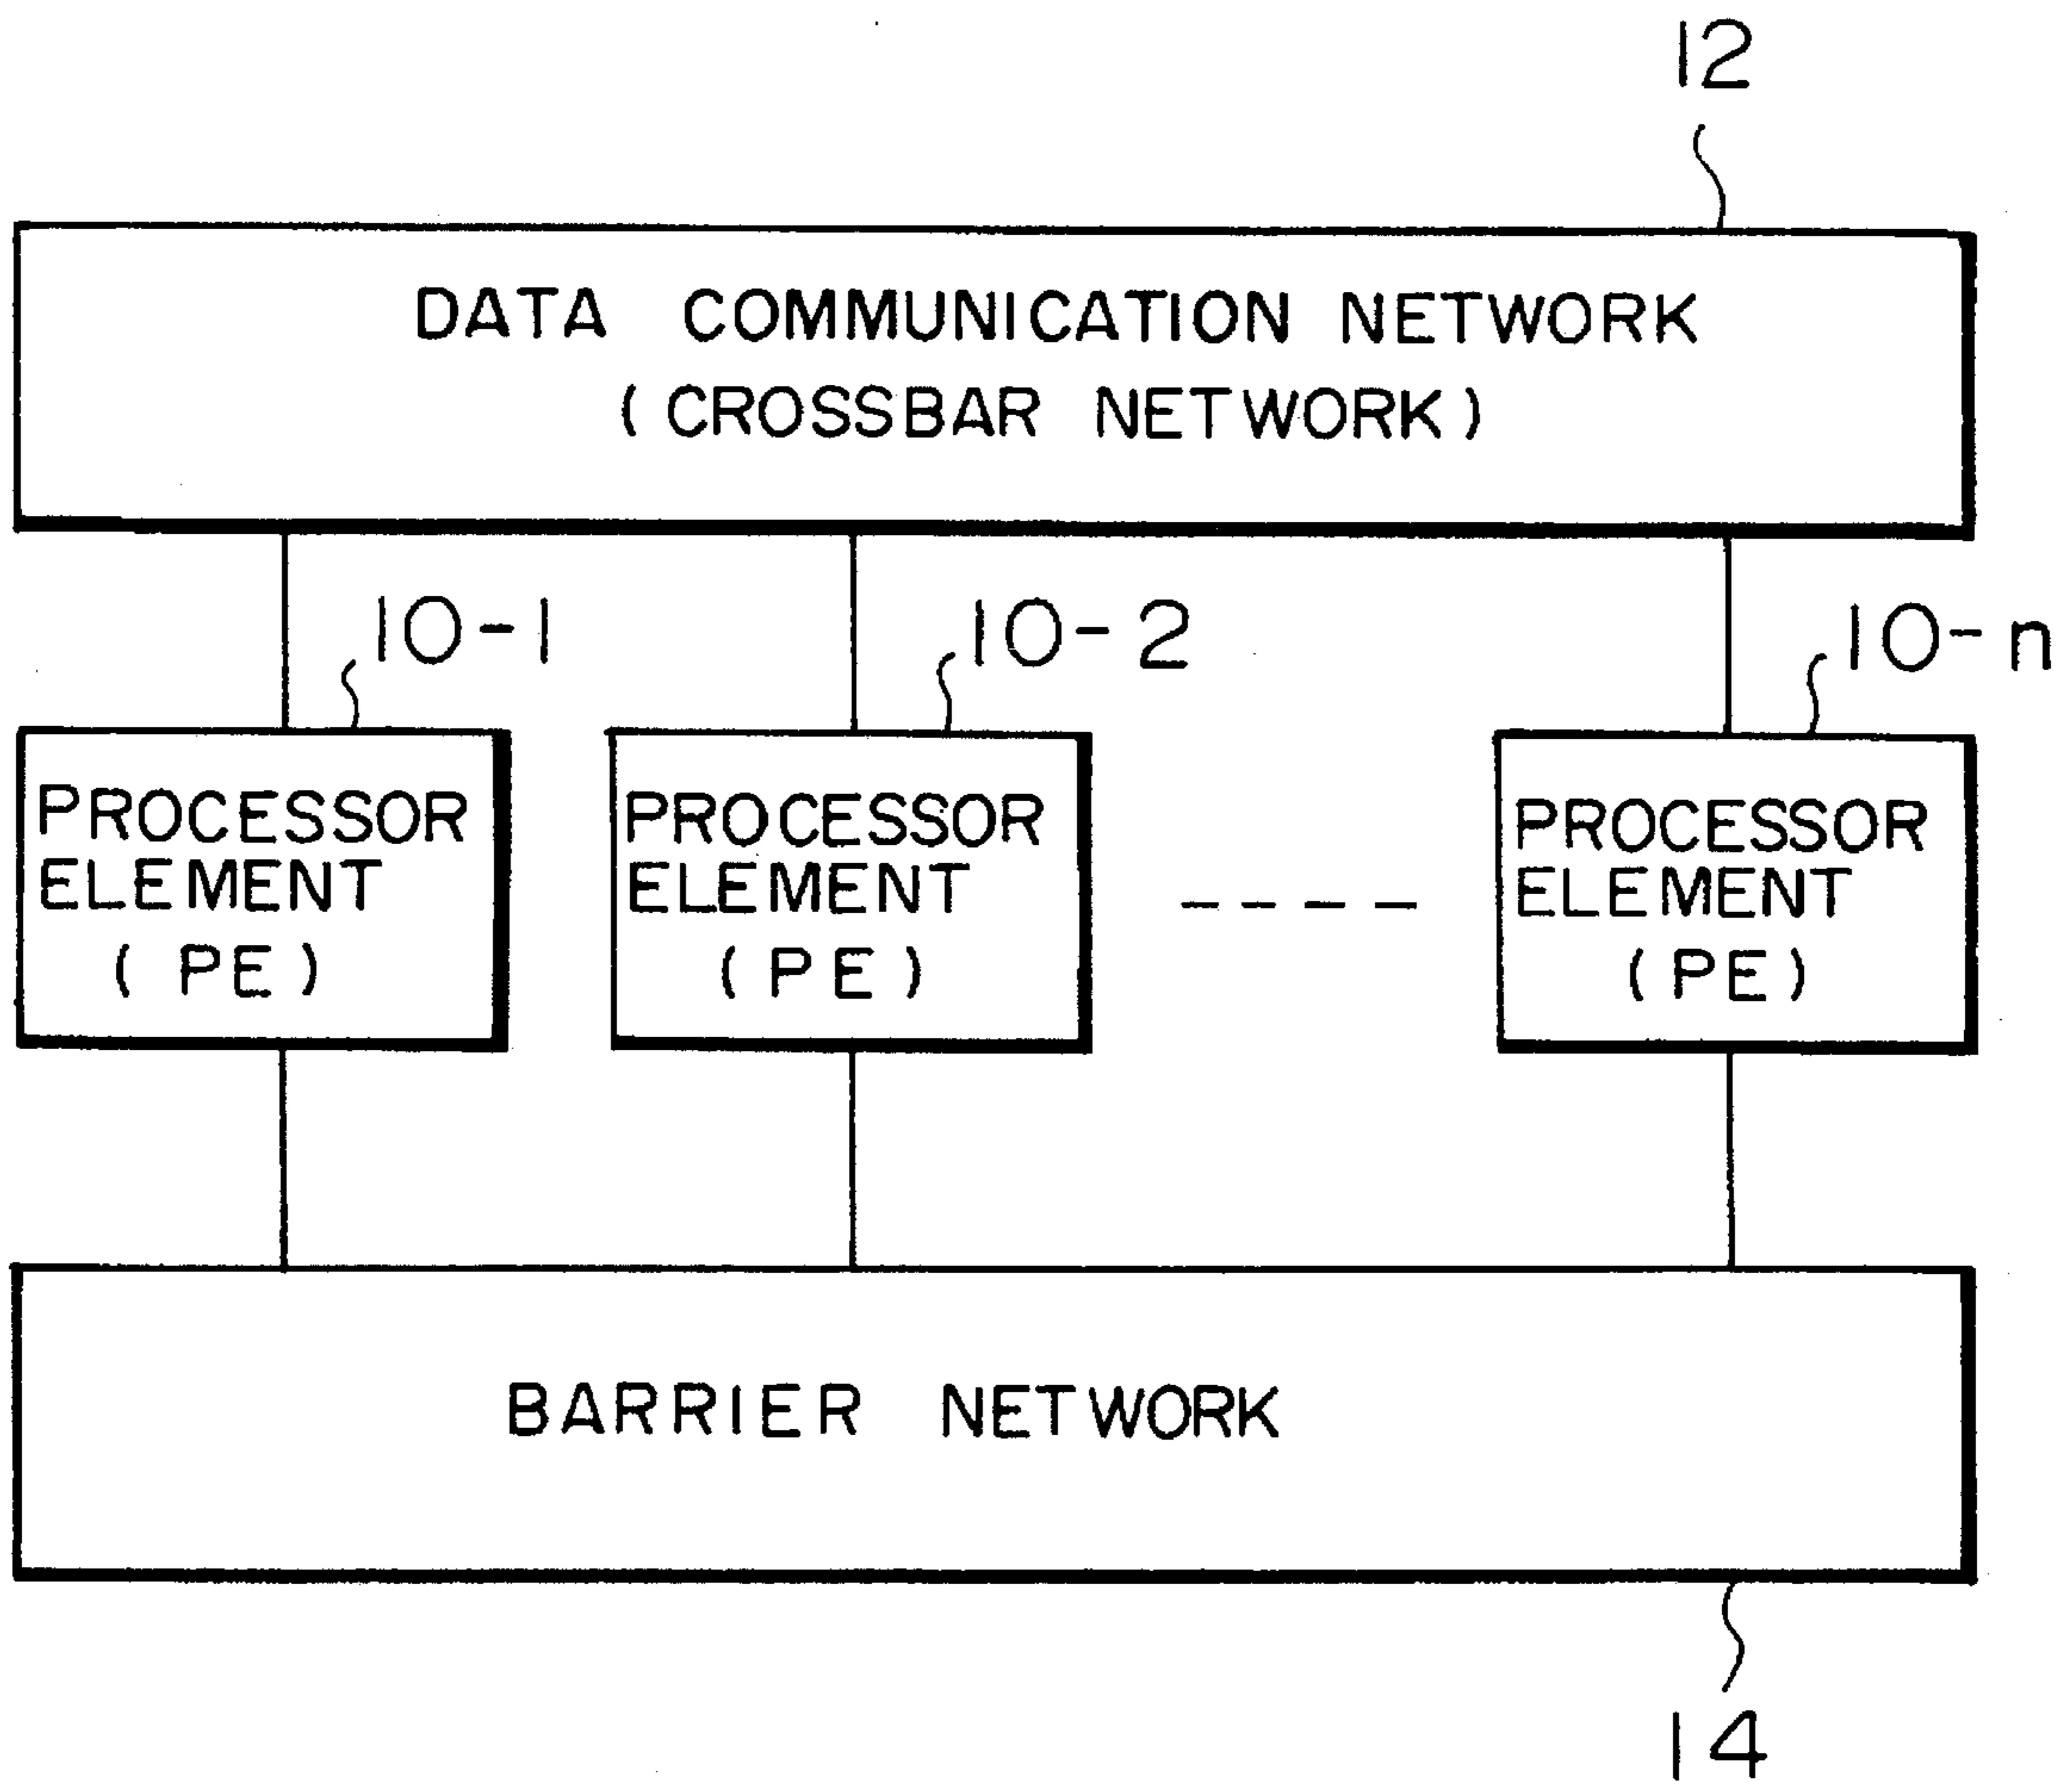 12
DATA COMMUNICATION NETWORK
(CROSSBAR NETWORK)
10-1
10-2
10-n
PROCESSOR
ELEMENT
(PE)
PROCESSOR
ELEMENT
(PE)
----
PROCESSOR
ELEMENT
(PE)
BARRIER NETWORK
14